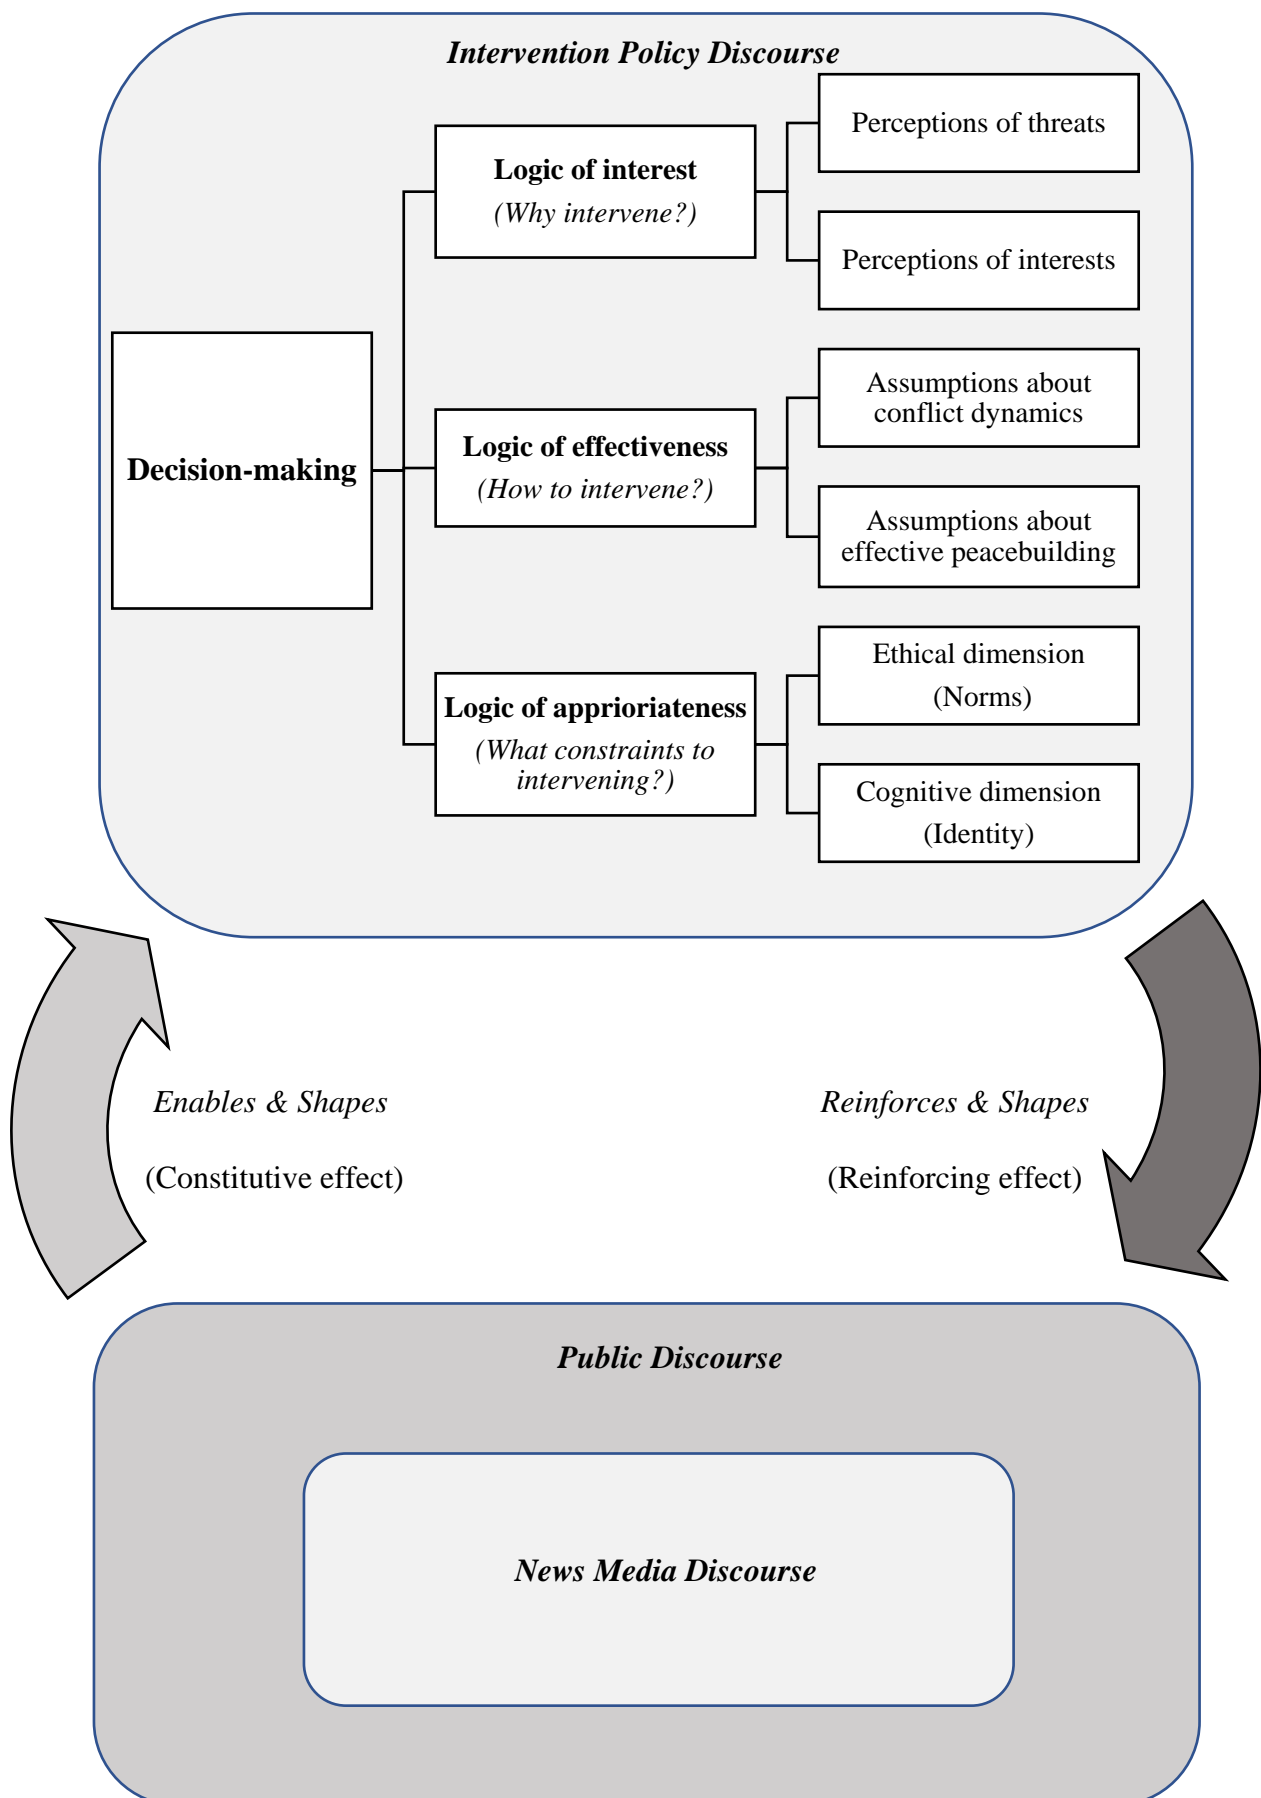 Intervention Policy Discourse
Perceptions of threats
Logic of interest
(Why intervene?)
Perceptions of interests
Decision-making
Assumptions about
conflict dynamics
Logic of effectiveness
(How to intervene?)
Assumptions about
effective peacebuilding
Ethical dimension
(Norms)
Logic of apprioriateness
(What constraints to
intervening?)
Cognitive dimension
(Identity)
Enables & Shapes
(Constitutive effect)
Reinforces & Shapes
(Reinforcing effect)
Public Discourse
News Media Discourse